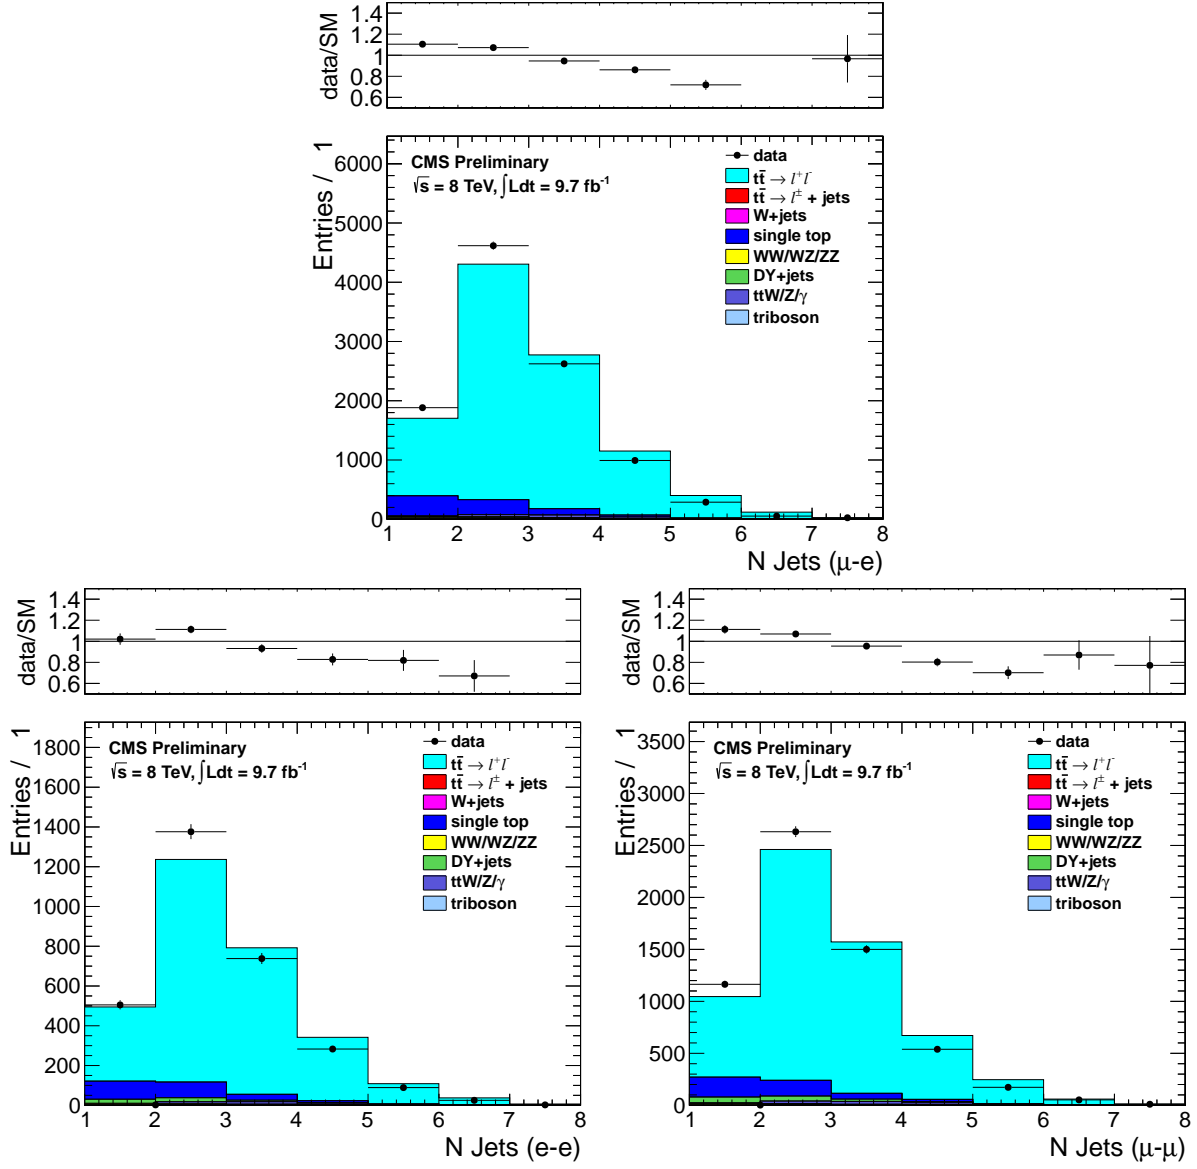 data/SM
1.4
1.2
1
0.8
0.6
Entries / 1
6000
5000
4000
3000
2000
1000
0
CMS Preliminary
√s = 8 TeV, ∫Ldt = 9.7 fb⁻¹
data
tt̄ → l⁺l⁻
tt̄ → l± + jets
W+jets
single top
WW/WZ/ZZ
DY+jets
ttW/Z/γ
triboson
1 2 3 4 5 6 7 8
N Jets (μ-e)
data/SM
1.4
1.2
1
0.8
0.6
Entries / 1
1800
1600
1400
1200
1000
800
600
400
200
0
CMS Preliminary
√s = 8 TeV, ∫Ldt = 9.7 fb⁻¹
data
tt̄ → l⁺l⁻
tt̄ → l± + jets
W+jets
single top
WW/WZ/ZZ
DY+jets
ttW/Z/γ
triboson
1 2 3 4 5 6 7 8
N Jets (e-e)
data/SM
1.4
1.2
1
0.8
0.6
Entries / 1
3500
3000
2500
2000
1500
1000
500
0
CMS Preliminary
√s = 8 TeV, ∫Ldt = 9.7 fb⁻¹
data
tt̄ → l⁺l⁻
tt̄ → l± + jets
W+jets
single top
WW/WZ/ZZ
DY+jets
ttW/Z/γ
triboson
1 2 3 4 5 6 7 8
N Jets (μ-μ)